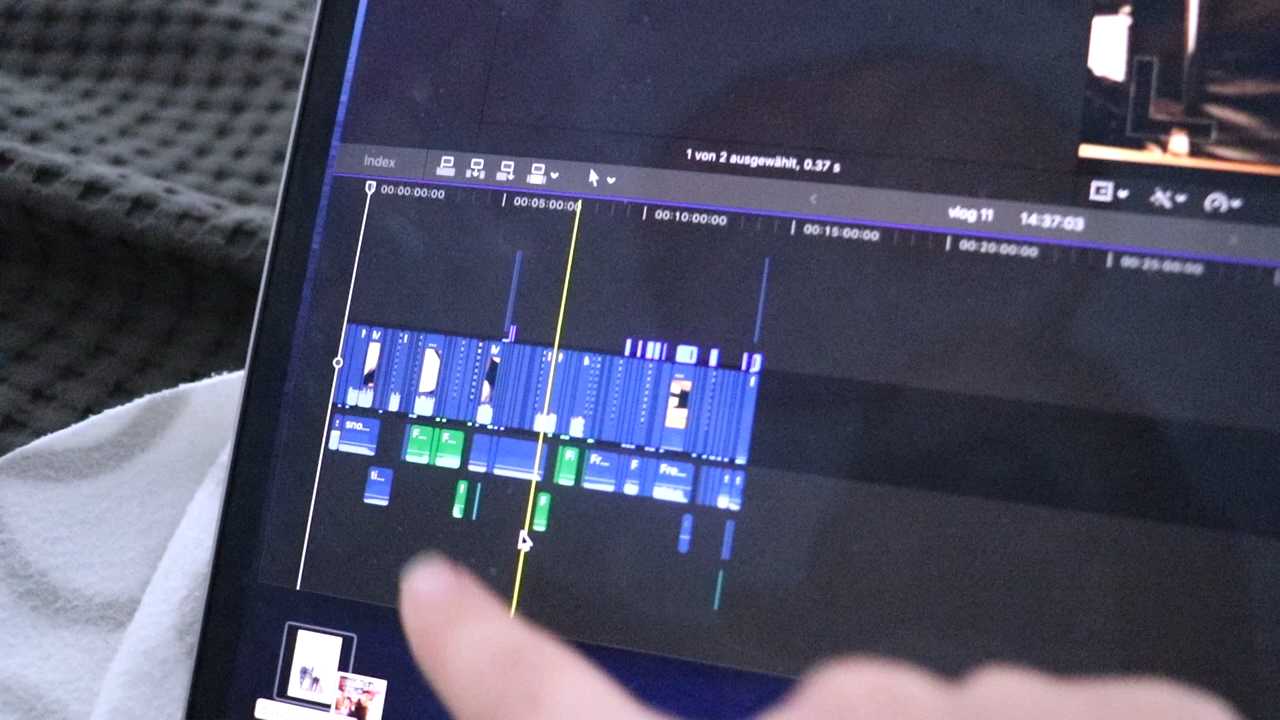 Index
1 von 2 ausgewählt, 0.37 s
vlog 11 14:37:03
00:00:00:00
00:05:00:00
00:10:00:00
00:15:00:00
00:20:00:00
00:25:00:00
sno...
F...
F...
Fr...
F
Fre...
ti...
F